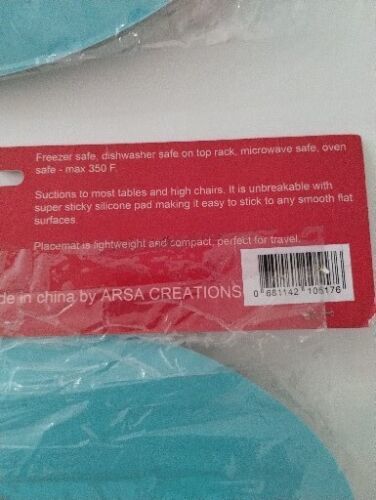 Freezer safe, dishwasher safe on top rack, microwave safe, oven
safe - max 350 F.
Suctions to most tables and high chairs. It is unbreakable with
super sticky silicone pad making it easy to stick to any smooth flat
surfaces.
Placemat is lightweight and compact, perfect for travel.
de in china by ARSA CREATIONS
0 681142 105176